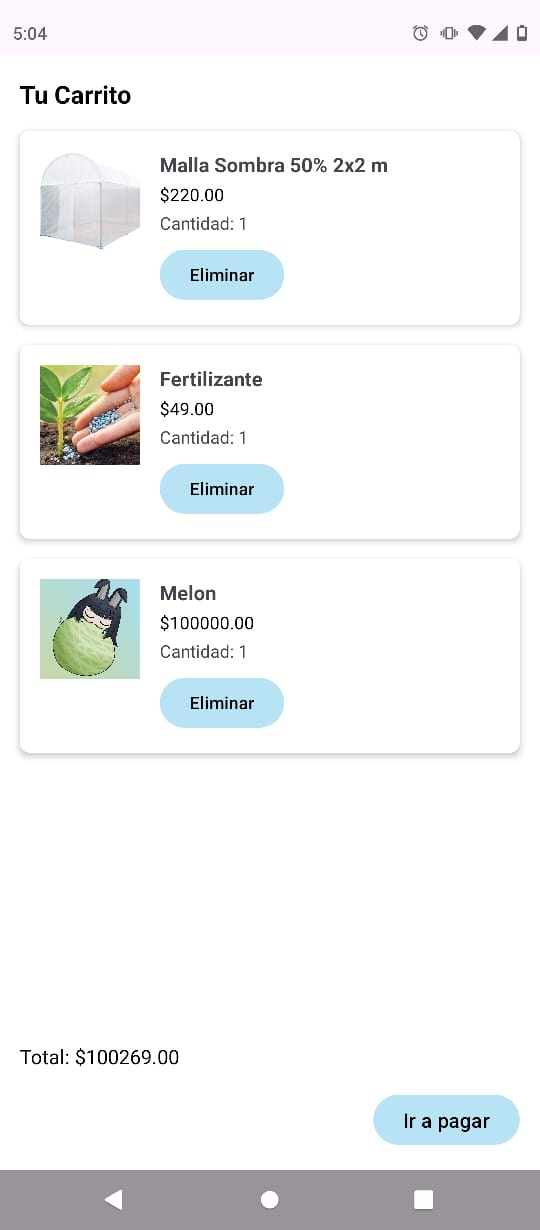 5:04
Tu Carrito
Malla Sombra 50% 2x2 m
$220.00
Cantidad: 1
Eliminar
Fertilizante
$49.00
Cantidad: 1
Eliminar
Melon
$100000.00
Cantidad: 1
Eliminar
Total: $100269.00
Ir a pagar